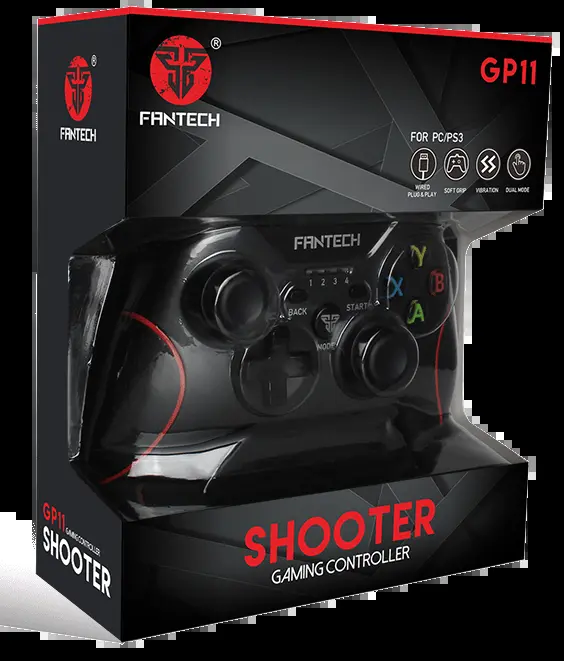 ®
FANTECH
®
FANTECH
GP11
FOR PC/PS3
WIRED
PLUG & PLAY
SOFT GRIP
VIBRATION
DUAL MODE
FANTECH
1 2 3 4
BACK
START
MODE
Y
X
B
A
GP11 GAMING CONTROLLER
SHOOTER
SHOOTER
GAMING CONTROLLER